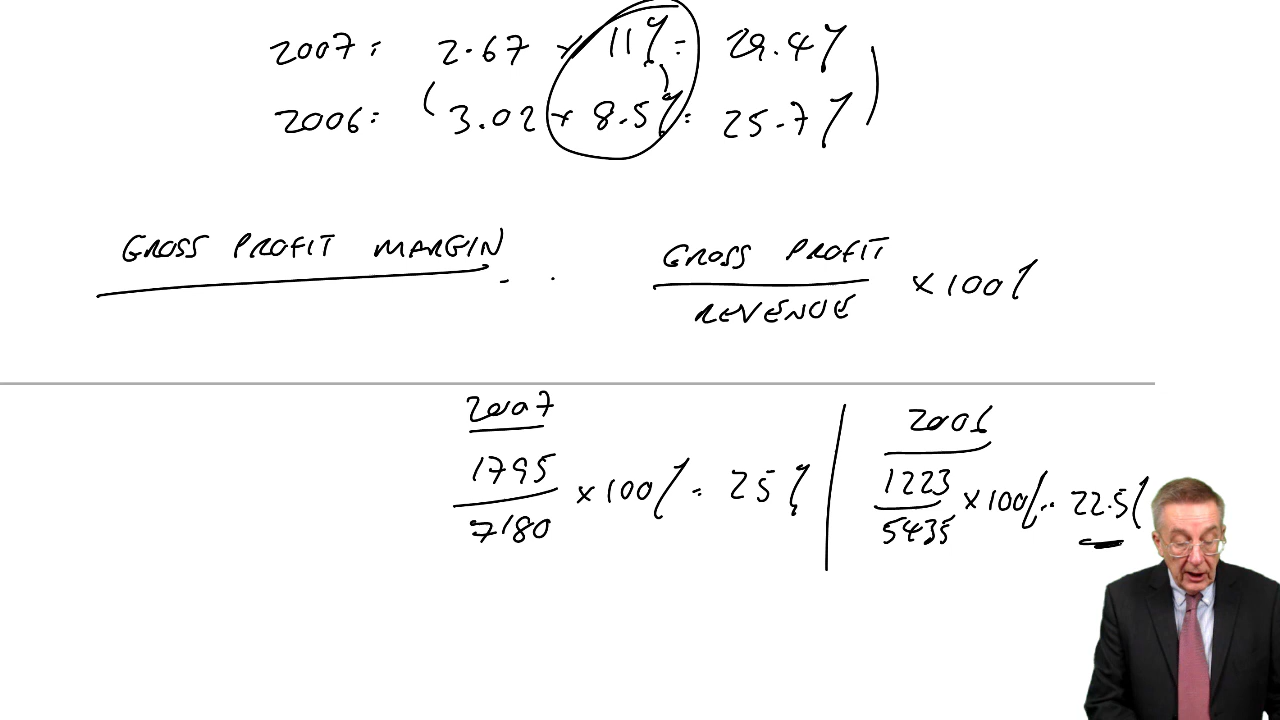 2007: 2.67 × 11% = 29.4%
2006: (3.02 × 8.5% = 25.7%)
GROSS PROFIT MARGIN = GROSS PROFIT / REVENUE × 100%
2007
1795 / 7180 × 100% = 25%
2006
1223 / 5435 × 100% = 22.5%